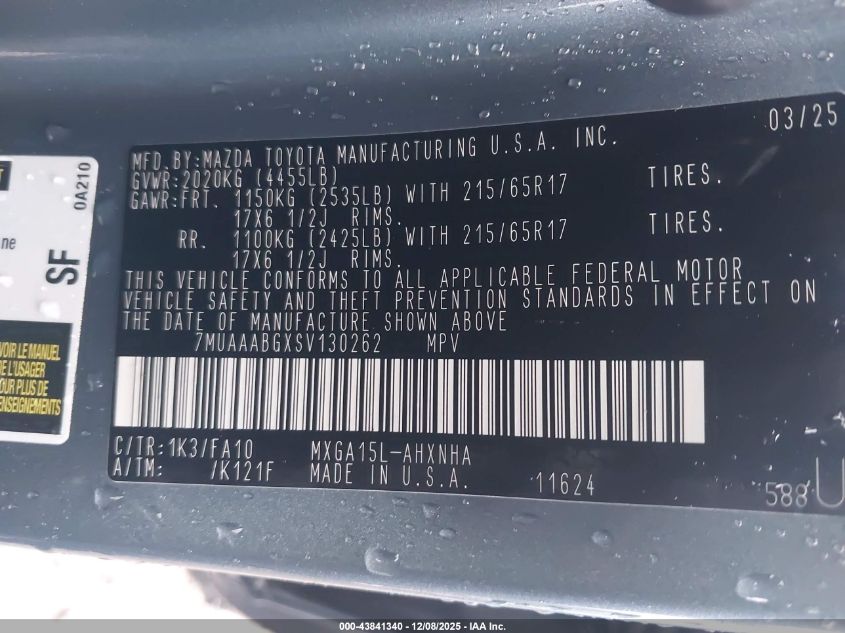 03/25
MFD.BY:MAZDA TOYOTA MANUFACTURING U.S.A. INC.
GVWR:2020KG (4455LB)
GAWR:FRT. 1150KG (2535LB) WITH 215/65R17 TIRES.
17X6 1/2J RIMS.
RR. 1100KG (2425LB) WITH 215/65R17 TIRES.
17X6 1/2J RIMS.
THIS VEHICLE CONFORMS TO ALL APPLICABLE FEDERAL MOTOR
VEHICLE SAFETY AND THEFT PREVENTION STANDARDS IN EFFECT ON
THE DATE OF MANUFACTURE SHOWN ABOVE
7MUAAABGXSV130262 MPV
C/TR:1K3/FA10 MXGA15L-AHXNHA
A/TM: /K121F MADE IN U.S.A. 11624
588 U
0A210
ne
SF
VOIR LE MANUEL
DE L'USAGER
POUR PLUS DE
RENSEIGNEMENTS
000-43841340 - 12/08/2025 - IAA Inc.